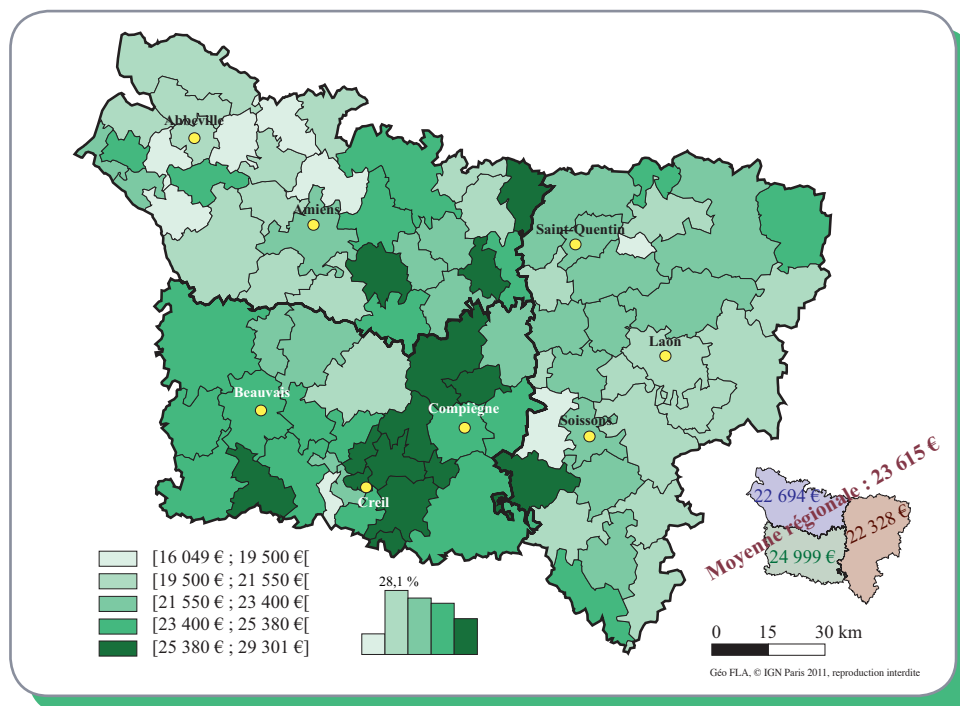 Abbeville
Amiens
Saint-Quentin
Laon
Beauvais
Compiègne
Soissons
Creil
[16 049 € ; 19 500 €[
[19 500 € ; 21 550 €[
[21 550 € ; 23 400 €[
[23 400 € ; 25 380 €[
[25 380 € ; 29 301 €]
28,1 %
Moyenne régionale : 23 615 €
22 694 €
22 328 €
24 999 €
0 15 30 km
Géo FLA, © IGN Paris 2011, reproduction interdite